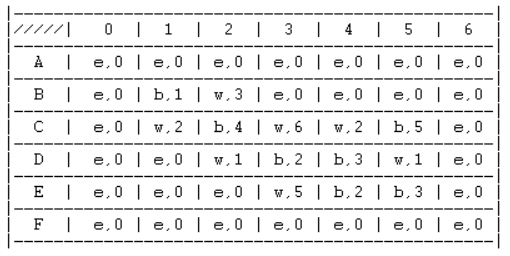 |/////| 0 | 1 | 2 | 3 | 4 | 5 | 6 |
| A | e,0 | e,0 | e,0 | e,0 | e,0 | e,0 | e,0 |
| B | e,0 | b,1 | w,3 | e,0 | e,0 | e,0 | e,0 |
| C | e,0 | w,2 | b,4 | w,6 | w,2 | b,5 | e,0 |
| D | e,0 | e,0 | w,1 | b,2 | b,3 | w,1 | e,0 |
| E | e,0 | e,0 | e,0 | w,5 | b,2 | b,3 | e,0 |
| F | e,0 | e,0 | e,0 | e,0 | e,0 | e,0 | e,0 |